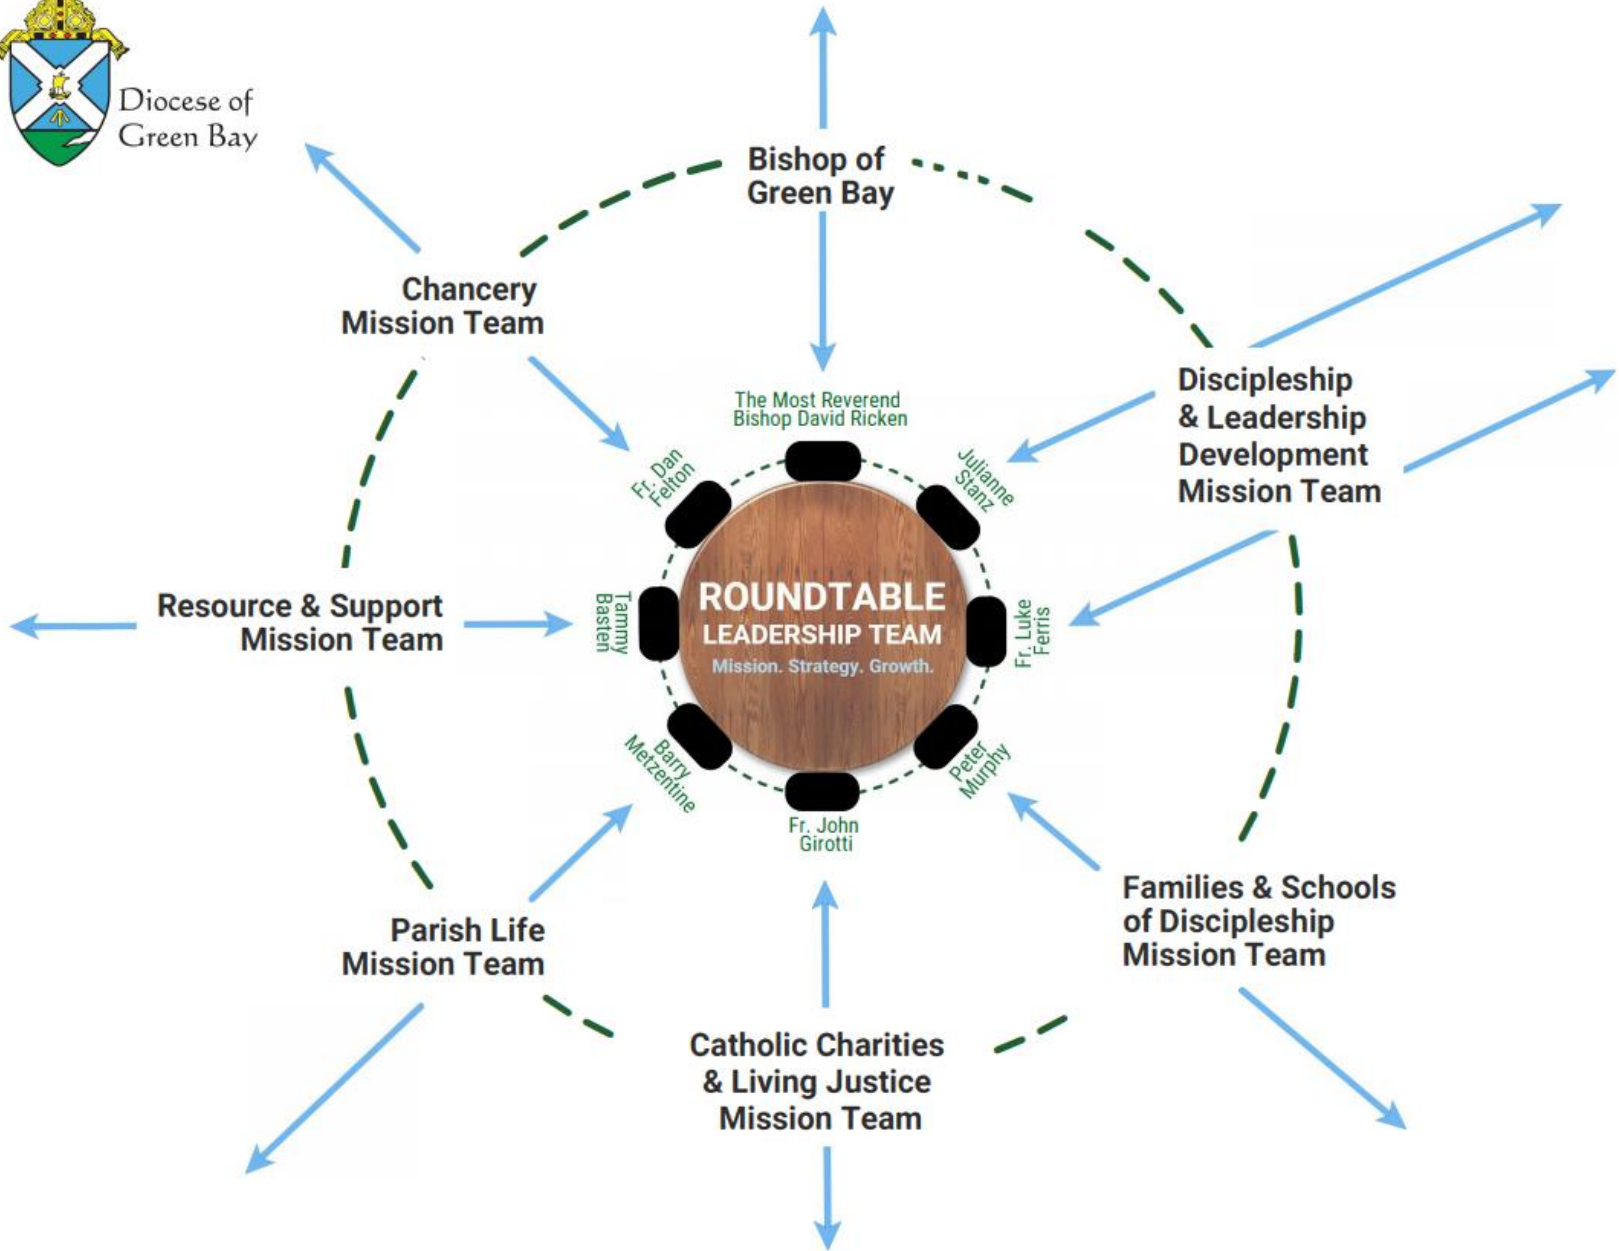 Diocese of
Green Bay
Bishop of
Green Bay
Chancery
Mission Team
Discipleship
& Leadership
Development
Mission Team
The Most Reverend
Bishop David Ricken
Fr. Dan
Felton
Julianne
Stanz
Resource & Support
Mission Team
Tammy
Basten
ROUNDTABLE
LEADERSHIP TEAM
Mission. Strategy. Growth.
Fr. Luke
Ferris
Barry
Metzentine
Peter
Murphy
Fr. John
Girotti
Parish Life
Mission Team
Families & Schools
of Discipleship
Mission Team
Catholic Charities
& Living Justice
Mission Team